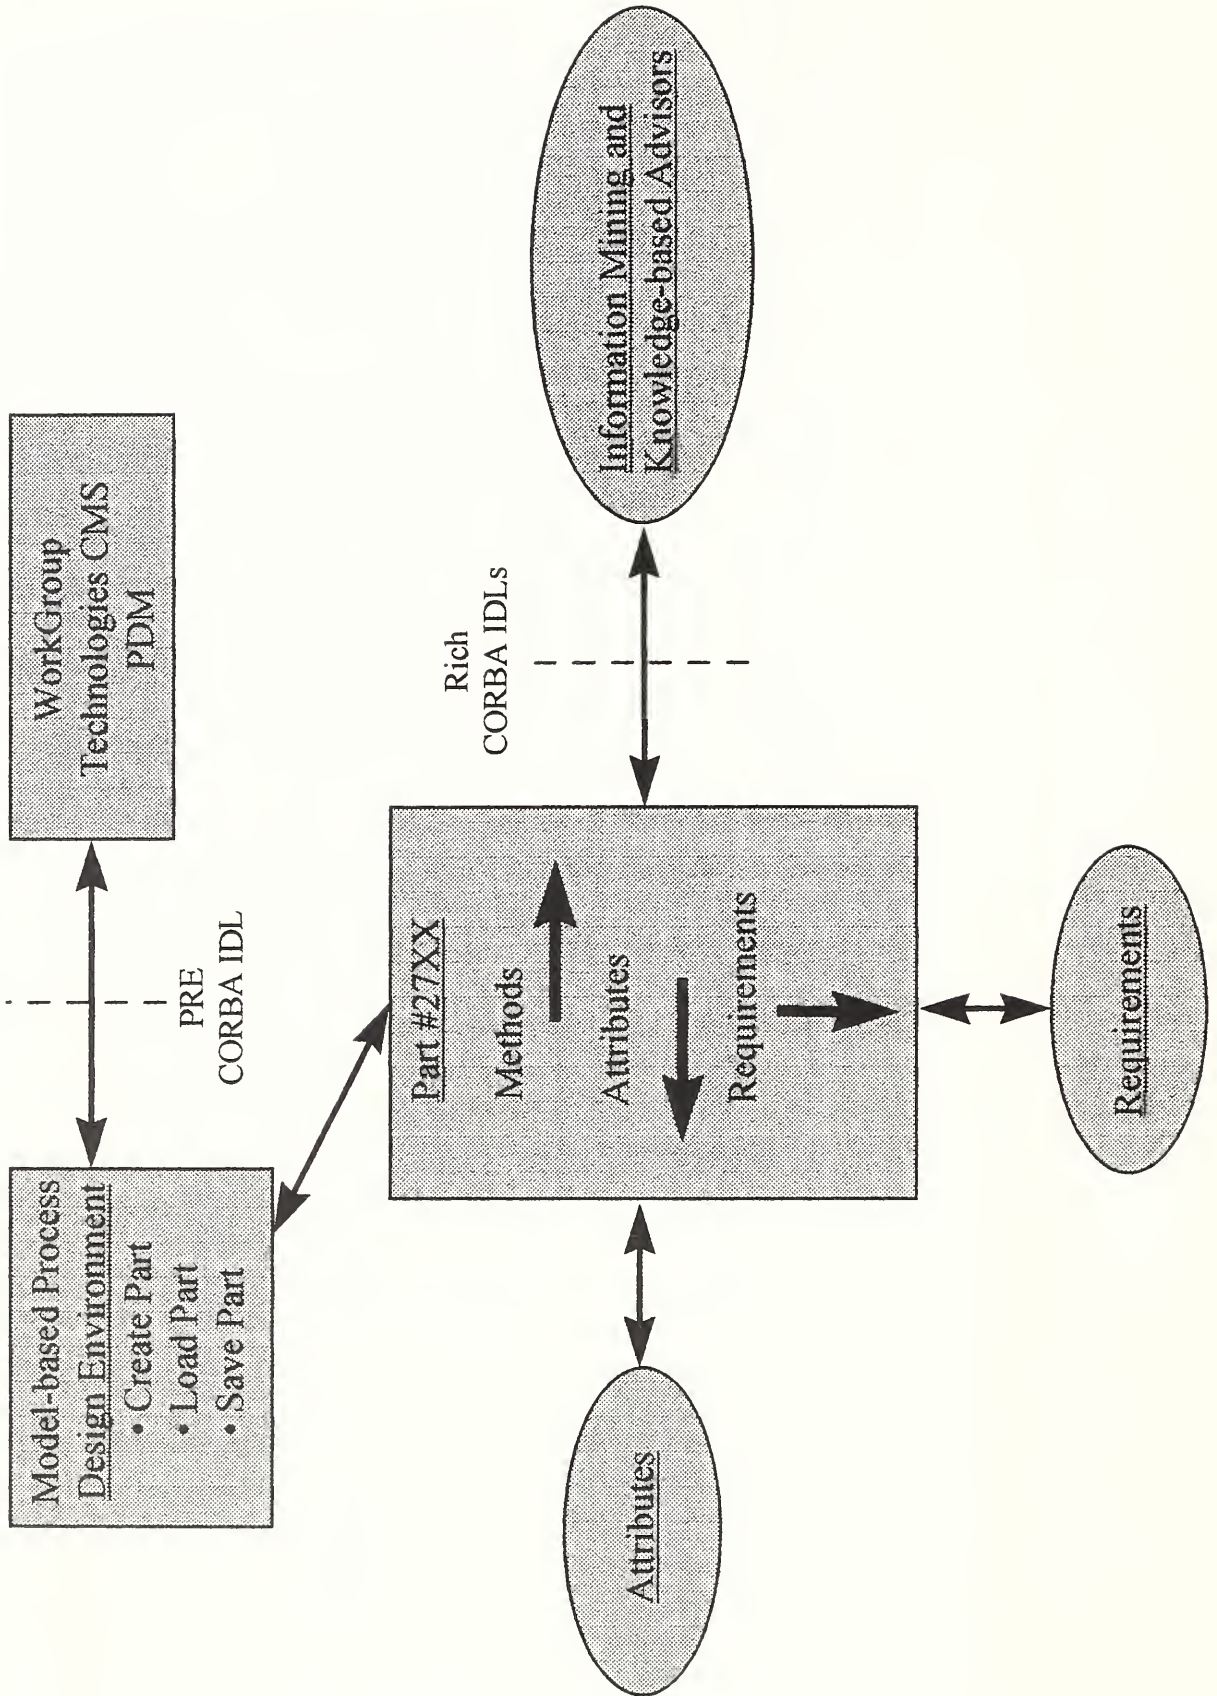 Model-based Process
Design Environment
• Create Part
• Load Part
• Save Part
PRE
CORBA IDL
WorkGroup
Technologies CMS
PDM
Part #27XX
Methods
Attributes
Requirements
Rich
CORBA IDLs
Attributes
Information Mining and
Knowledge-based Advisors
Requirements